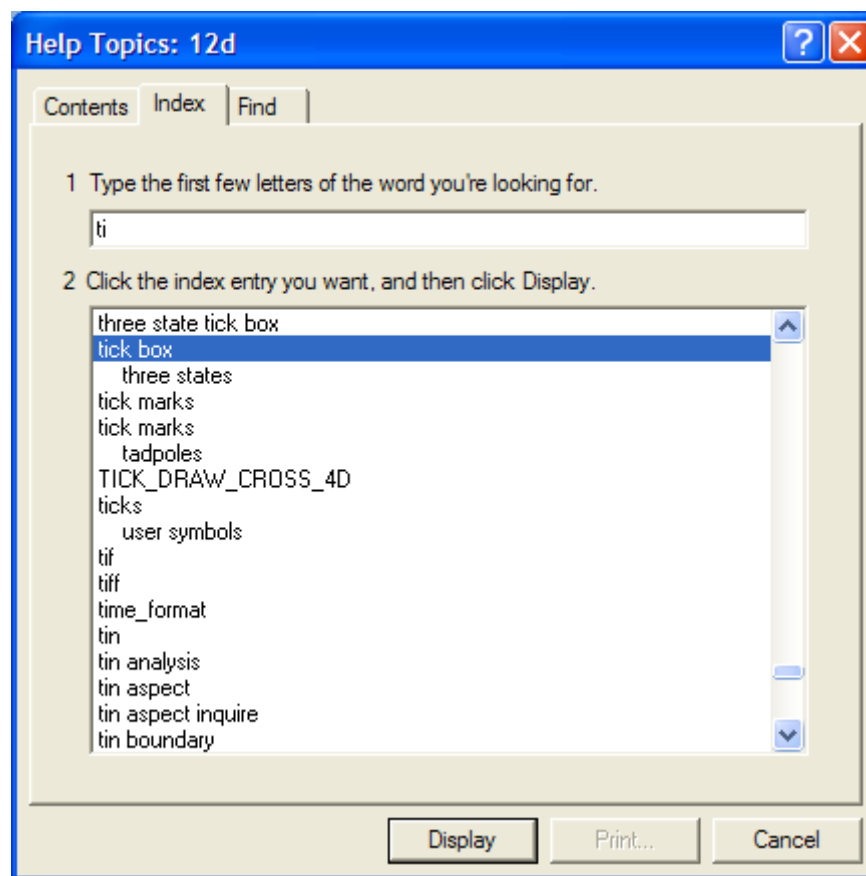 Help Topics: 12d
Contents Index Find
1 Type the first few letters of the word you're looking for.
ti
2 Click the index entry you want, and then click Display.
three state tick box
tick box
three states
tick marks
tick marks
tadpoles
TICK_DRAW_CROSS_4D
ticks
user symbols
tif
tiff
time_format
tin
tin analysis
tin aspect
tin aspect inquire
tin boundary
Display Print... Cancel